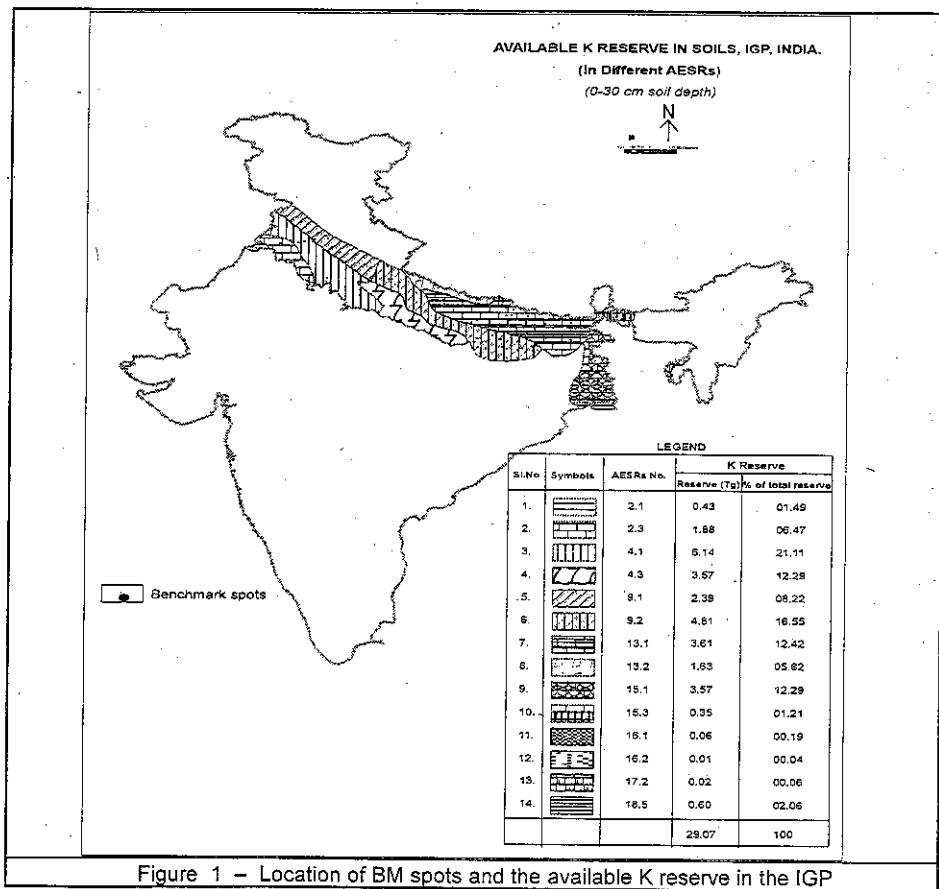 AVAILABLE K RESERVE IN SOILS, IGP, INDIA.
(In Different AESRs)
(0-30 cm soil depth)
N
LEGEND
Sl.No Symbols AESRs No. K Reserve
Reserve (Tg) % of total reserve
1. 2.1 0.43 01.49
2. 2.3 1.88 06.47
3. 4.1 6.14 21.11
4. 4.3 3.57 12.28
5. 9.1 2.39 08.22
6. 9.2 4.81 16.55
7. 13.1 3.61 12.42
8. 13.2 1.63 05.62
9. 15.1 3.57 12.29
10. 15.3 0.35 01.21
11. 16.1 0.06 00.19
12. 16.2 0.01 00.04
13. 17.2 0.02 00.06
14. 18.5 0.60 02.06
29.07 100
Benchmark spots
Figure 1 – Location of BM spots and the available K reserve in the IGP